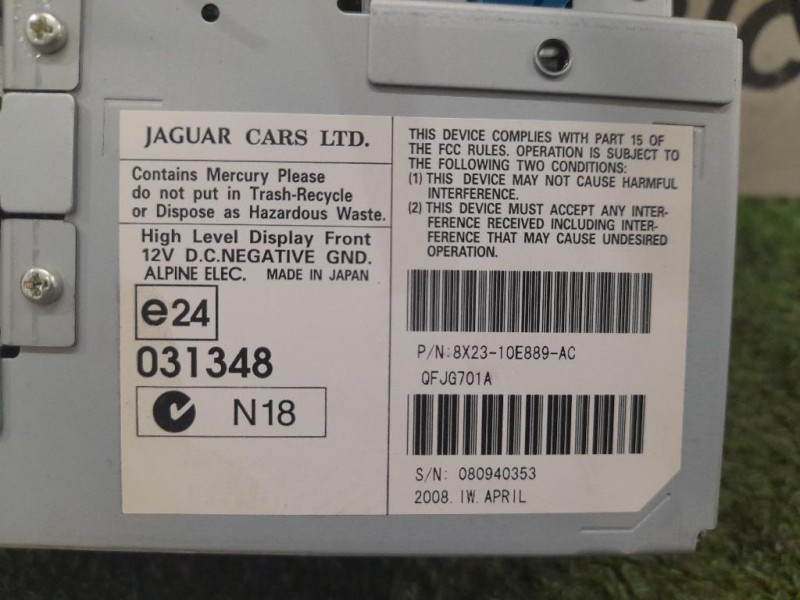 JAGUAR CARS LTD.
Contains Mercury Please
do not put in Trash-Recycle
or Dispose as Hazardous Waste.
High Level Display Front
12V D.C.NEGATIVE GND.
ALPINE ELEC. MADE IN JAPAN
e24
031348
N18
THIS DEVICE COMPLIES WITH PART 15 OF
THE FCC RULES. OPERATION IS SUBJECT TO
THE FOLLOWING TWO CONDITIONS:
(1) THIS DEVICE MAY NOT CAUSE HARMFUL
INTERFERENCE.
(2) THIS DEVICE MUST ACCEPT ANY INTER-
FERENCE RECEIVED INCLUDING INTER-
FERENCE THAT MAY CAUSE UNDESIRED
OPERATION.
P/N:8X23-10E889-AC
QFJG701A
S/N: 080940353
2008. IW. APRIL